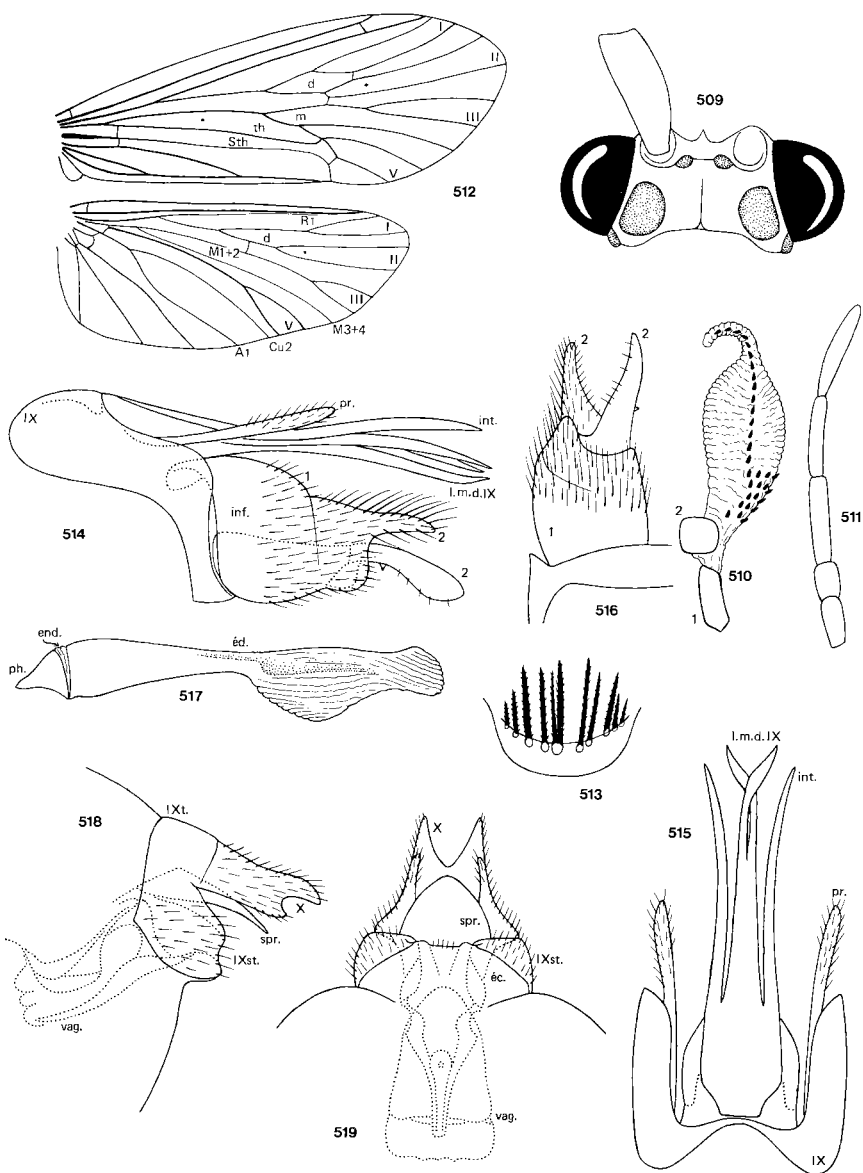 I
II
d
509
m
III
th
Sth
V
512
R1
I
d
M1+2
II
III
V
M3+4
Cu2
A1
2
2
IX
pr.
int.
1
l.m.d.IX
inf.
2
514
2
2
511
1
510
516
1
end.
éd.
ph.
517
l.m.d.IX
int.
513
515
518
IXt.
X
X
pr.
spr.
spr.
IXst.
IXst.
éc.
vag.
vag.
519
IX